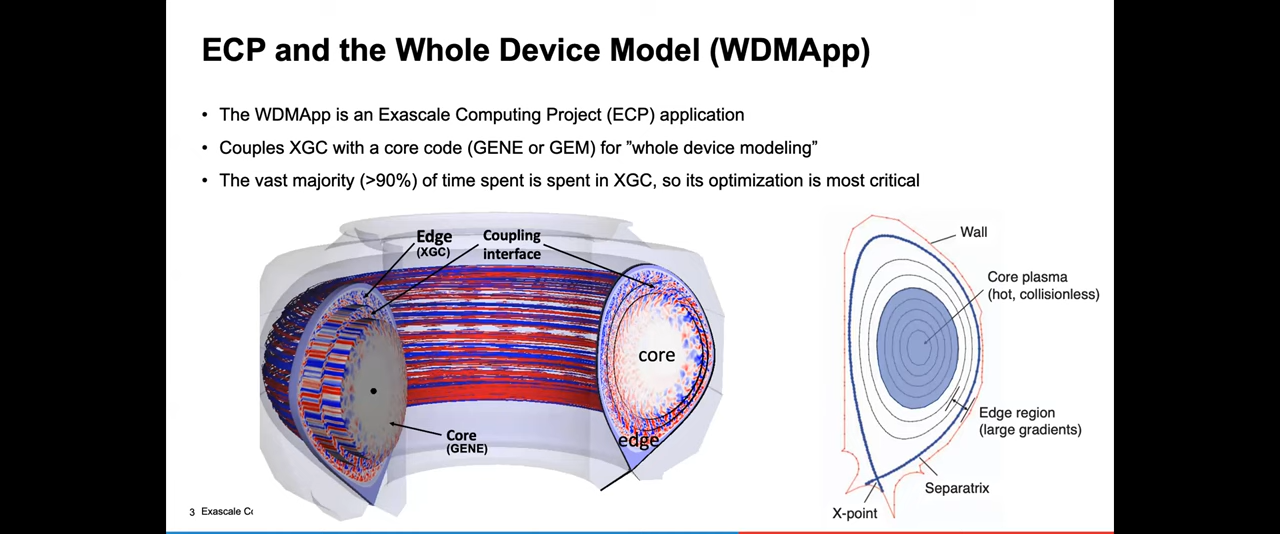 ECP and the Whole Device Model (WDMApp)
• The WDMApp is an Exascale Computing Project (ECP) application
• Couples XGC with a core code (GENE or GEM) for ”whole device modeling”
• The vast majority (>90%) of time spent is spent in XGC, so its optimization is most critical
Edge
(XGC)
Coupling
interface
core
edge
Core
(GENE)
Wall
Core plasma
(hot, collisionless)
Edge region
(large gradients)
Separatrix
X-point
3 Exascale